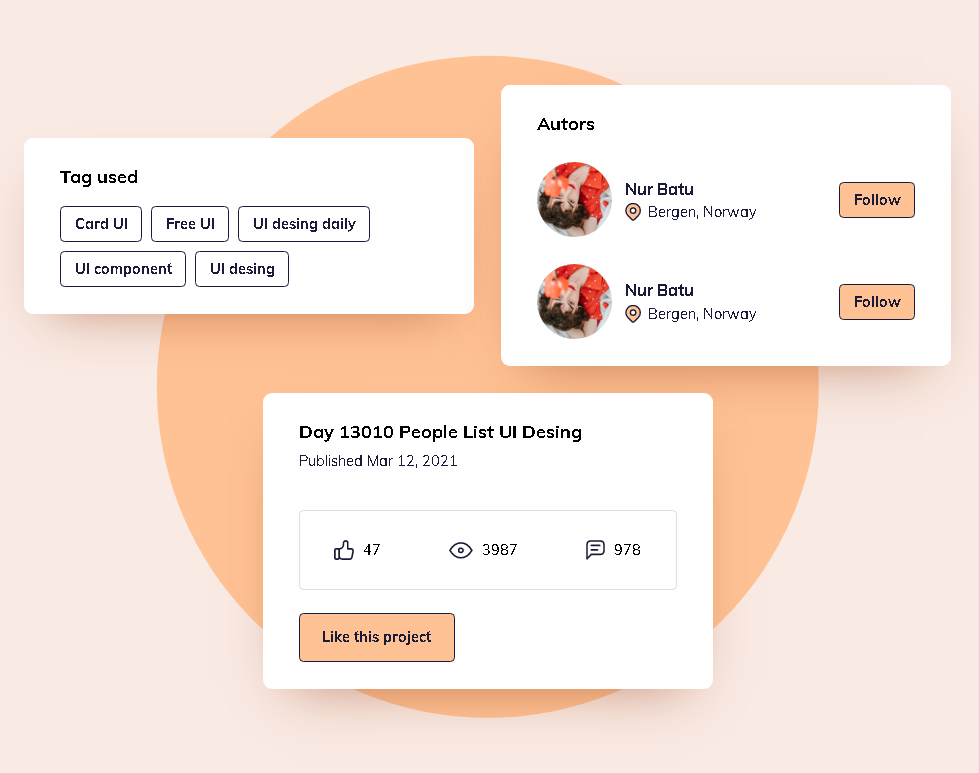 Tag used
Card UI Free UI UI desing daily
UI component UI desing
Autors
Nur Batu
Bergen, Norway
Follow
Nur Batu
Bergen, Norway
Follow
Day 13010 People List UI Desing
Published Mar 12, 2021
47 3987 978
Like this project